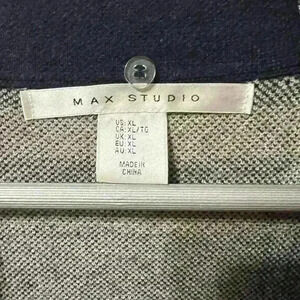 MAX STUDIO
US: XL
CA: XL/TG
UK: XL
EU: XL
AU: XL
MADE IN
CHINA